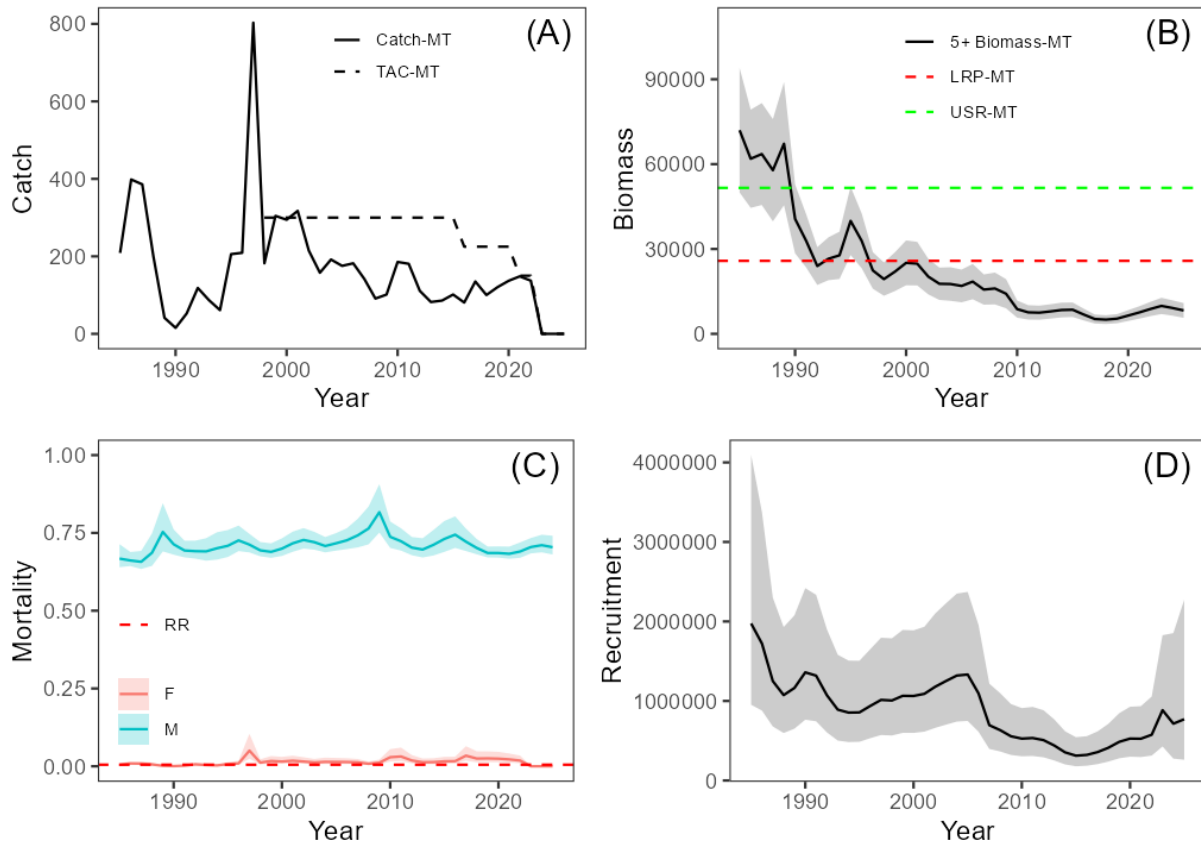 (A)
Catch-MT
TAC-MT
800
600
400
200
0
Catch
1990
2000
2010
2020
Year
(B)
5+ Biomass-MT
LRP-MT
USR-MT
90000
60000
30000
0
Biomass
1990
2000
2010
2020
Year
(C)
1.00
0.75
0.50
0.25
0.00
Mortality
RR
F
M
1990
2000
2010
2020
Year
(D)
4000000
3000000
2000000
1000000
0
Recruitment
1990
2000
2010
2020
Year